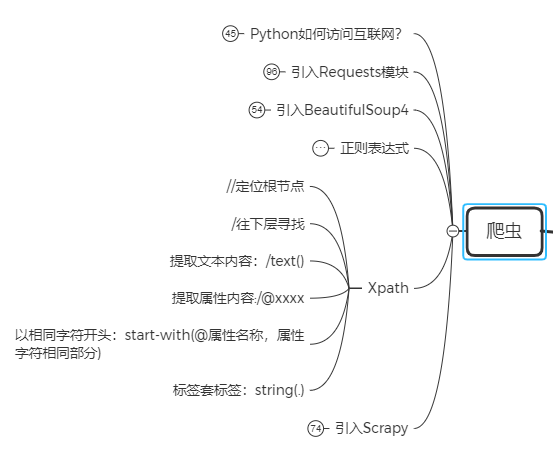 45 Python如何访问互联网?
96 引入Requests模块
54 引入BeautifulSoup4
... 正则表达式
//定位根节点
/往下层寻找
提取文本内容：/text()
提取属性内容:/@xxxx
以相同字符开头：start-with(@属性名称，属性
字符相同部分)
标签套标签：string(.)
Xpath
74 引入Scrapy
爬虫